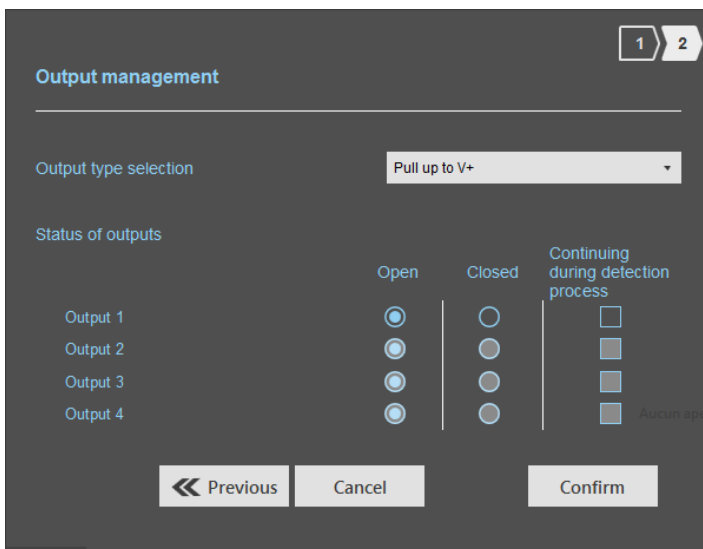 1 2
Output management
Output type selection Pull up to V+
Status of outputs
Open Closed Continuing
during detection
process
Output 1
Output 2
Output 3
Output 4 Aucun
Previous Cancel Confirm